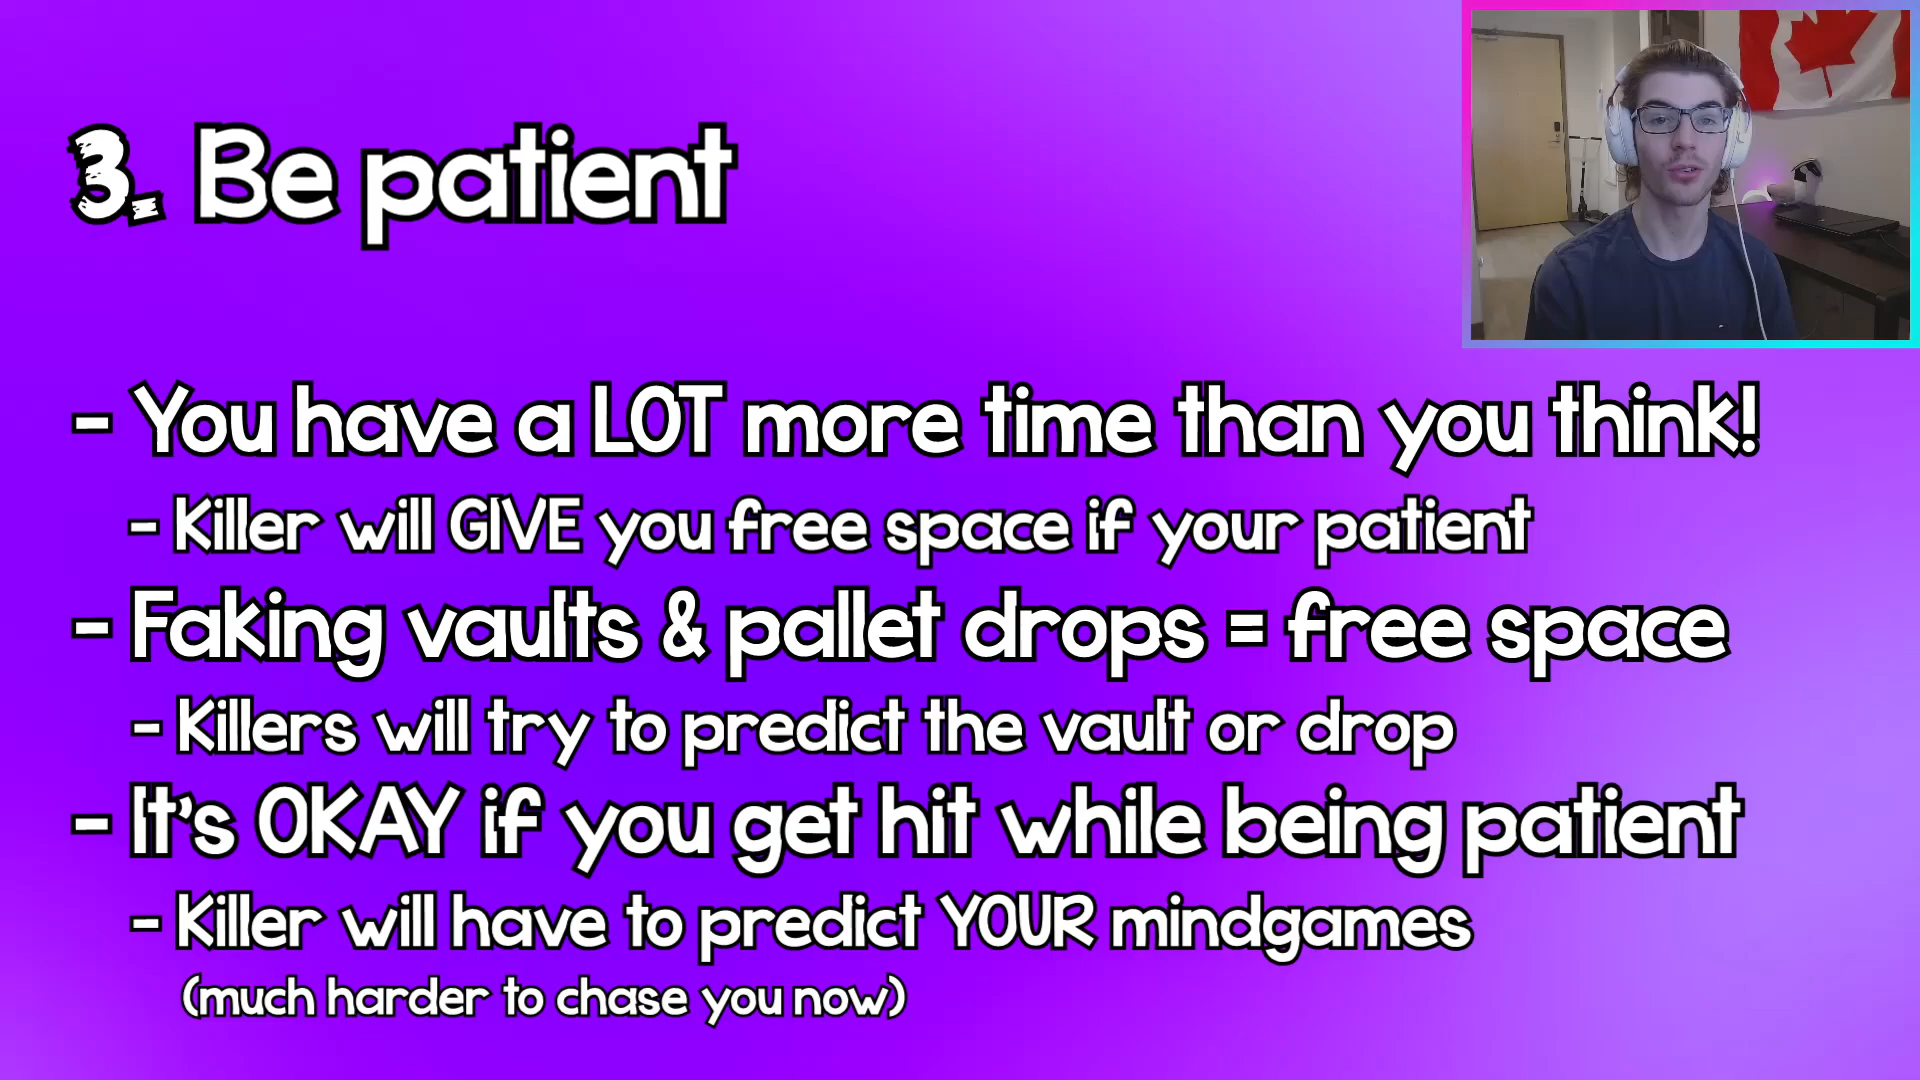 3. Be patient
- You have a LOT more time than you think!
- Killer will GIVE you free space if your patient
- Faking vaults & pallet drops = free space
- Killers will try to predict the vault or drop
- It's OKAY if you get hit while being patient
- Killer will have to predict YOUR mindgames
(much harder to chase you now)